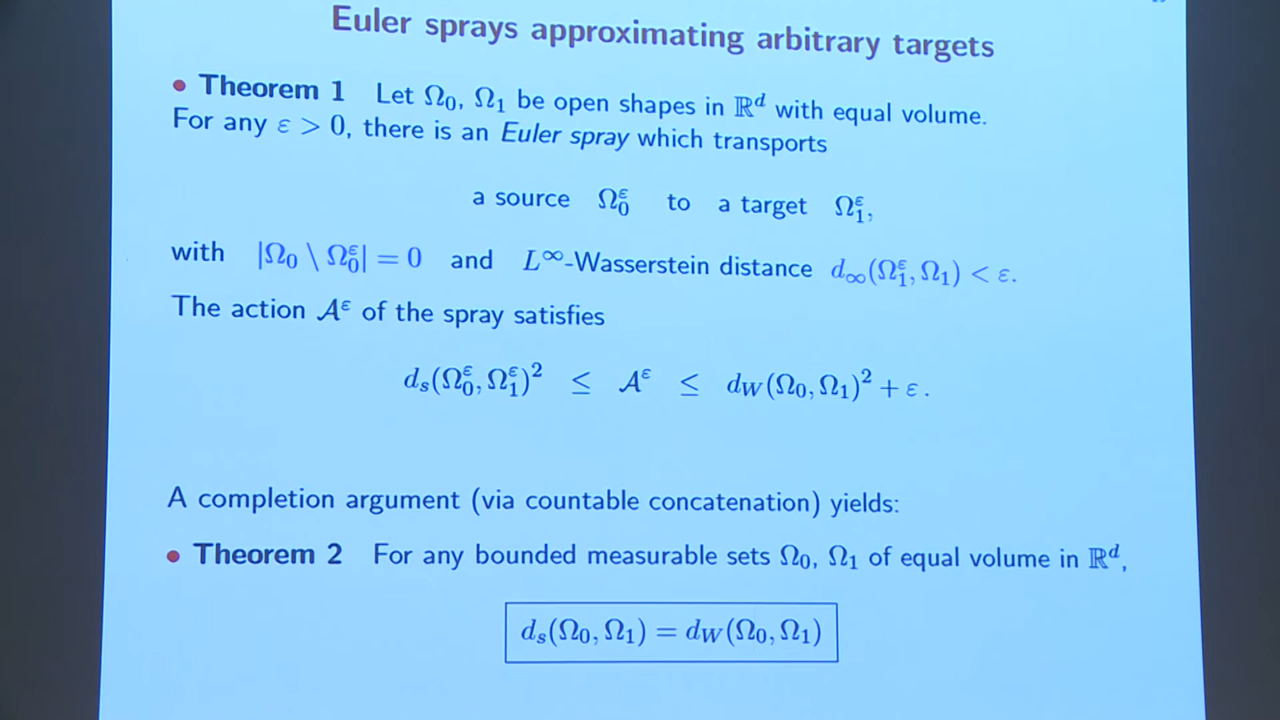 Euler sprays approximating arbitrary targets
• Theorem 1 Let Ω₀, Ω₁ be open shapes in ℝᵈ with equal volume.
For any ε > 0, there is an Euler spray which transports
a source Ω₀^ε to a target Ω₁^ε,
with |Ω₀ \ Ω₀^ε| = 0 and L^∞-Wasserstein distance d_∞(Ω₁^ε, Ω₁) < ε.
The action 𝒜^ε of the spray satisfies
d_s(Ω₀^ε, Ω₁^ε)² ≤ 𝒜^ε ≤ d_W(Ω₀, Ω₁)² + ε .
A completion argument (via countable concatenation) yields:
• Theorem 2 For any bounded measurable sets Ω₀, Ω₁ of equal volume in ℝᵈ,
d_s(Ω₀, Ω₁) = d_W(Ω₀, Ω₁)